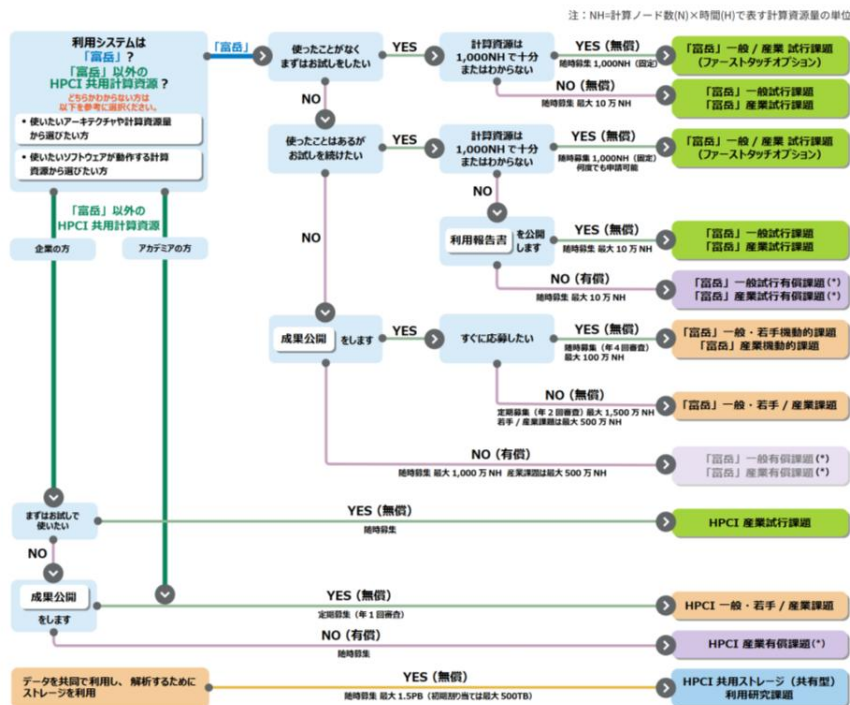 注：NH=計算ノード数(N)×時間(H)で表す計算資源量の単位
利用システムは
「富岳」？
「富岳」以外の
HPCI 共用計算資源？
どちらかわからない方は
以下を参考に選択ください。
• 使いたいアーキテクチャや計算資源量
から選びたい方
• 使いたいソフトウェアが動作する計算
資源から選びたい方
「富岳」
使ったことがなく
まずはお試しをしたい
YES
計算資源は
1,000NHで十分
またはわからない
YES（無償）
随時募集 1,000NH（固定）
「富岳」一般 / 産業 試行課題
（ファーストタッチオプション）
NO
随時募集 最大 10 万 NH
「富岳」一般試行課題
「富岳」産業試行課題
NO
使ったことはあるが
お試しを続けたい
YES
計算資源は
1,000NHで十分
またはわからない
YES（無償）
随時募集 1,000NH（固定）
何度でも申請可能
「富岳」一般 / 産業 試行課題
（ファーストタッチオプション）
NO
利用報告書 を公開
します
YES（無償）
随時募集 最大 10 万 NH
「富岳」一般試行課題
「富岳」産業試行課題
NO（有償）
随時募集 最大 10 万 NH
「富岳」一般試行有償課題(*)
「富岳」産業試行有償課題(*)
NO
成果公開 をします
YES
すぐに応募したい
YES（無償）
随時募集（年 4 回審査）
最大 100 万 NH
「富岳」一般・若手機動的課題
「富岳」産業機動的課題
NO（無償）
定期募集（年 2 回審査）最大 1,500 万 NH
若手 / 産業課題は最大 500 万 NH
「富岳」一般・若手 / 産業課題
NO（有償）
随時募集 最大 1,000 万 NH 産業課題は最大 500 万 NH
「富岳」一般有償課題(*)
「富岳」産業有償課題(*)
「富岳」以外の
HPCI 共用計算資源
企業の方
アカデミアの方
まずはお試しで
使いたい
YES（無償）
随時募集
HPCI 産業試行課題
NO
成果公開
をします
YES（無償）
定期募集（年 1 回審査）
HPCI 一般・若手 / 産業課題
NO（有償）
随時募集
HPCI 産業有償課題(*)
データを共同で利用し、解析するために
ストレージを利用
YES（無償）
随時募集 最大 1.5PB（初期割り当ては最大 500TB）
HPCI 共用ストレージ（共有型）
利用研究課題